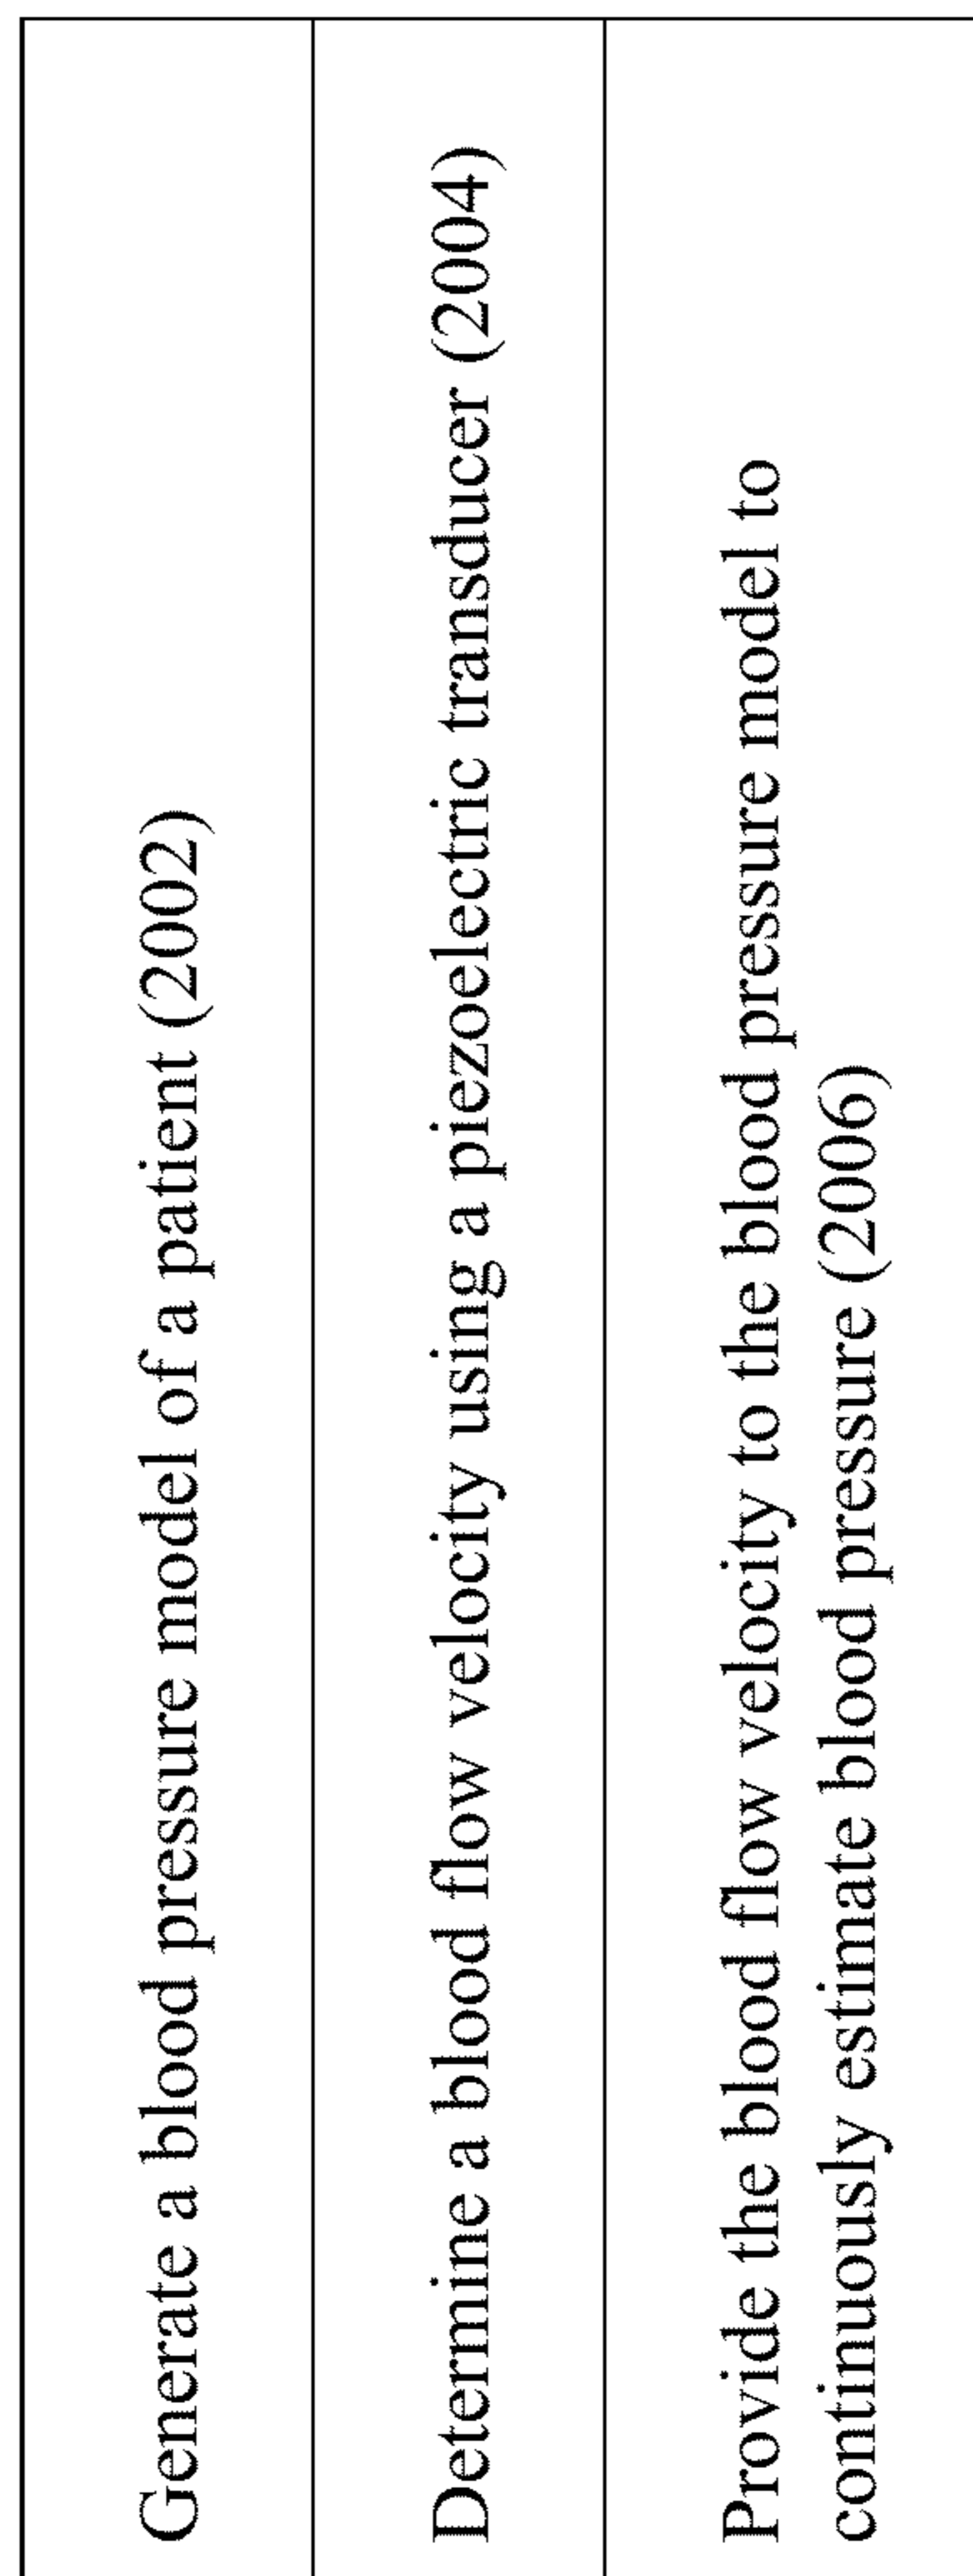 Generate a blood pressure model of a patient (2002)
Determine a blood flow velocity using a piezoelectric transducer (2004)
Provide the blood flow velocity to the blood pressure model to
continuously estimate blood pressure (2006)